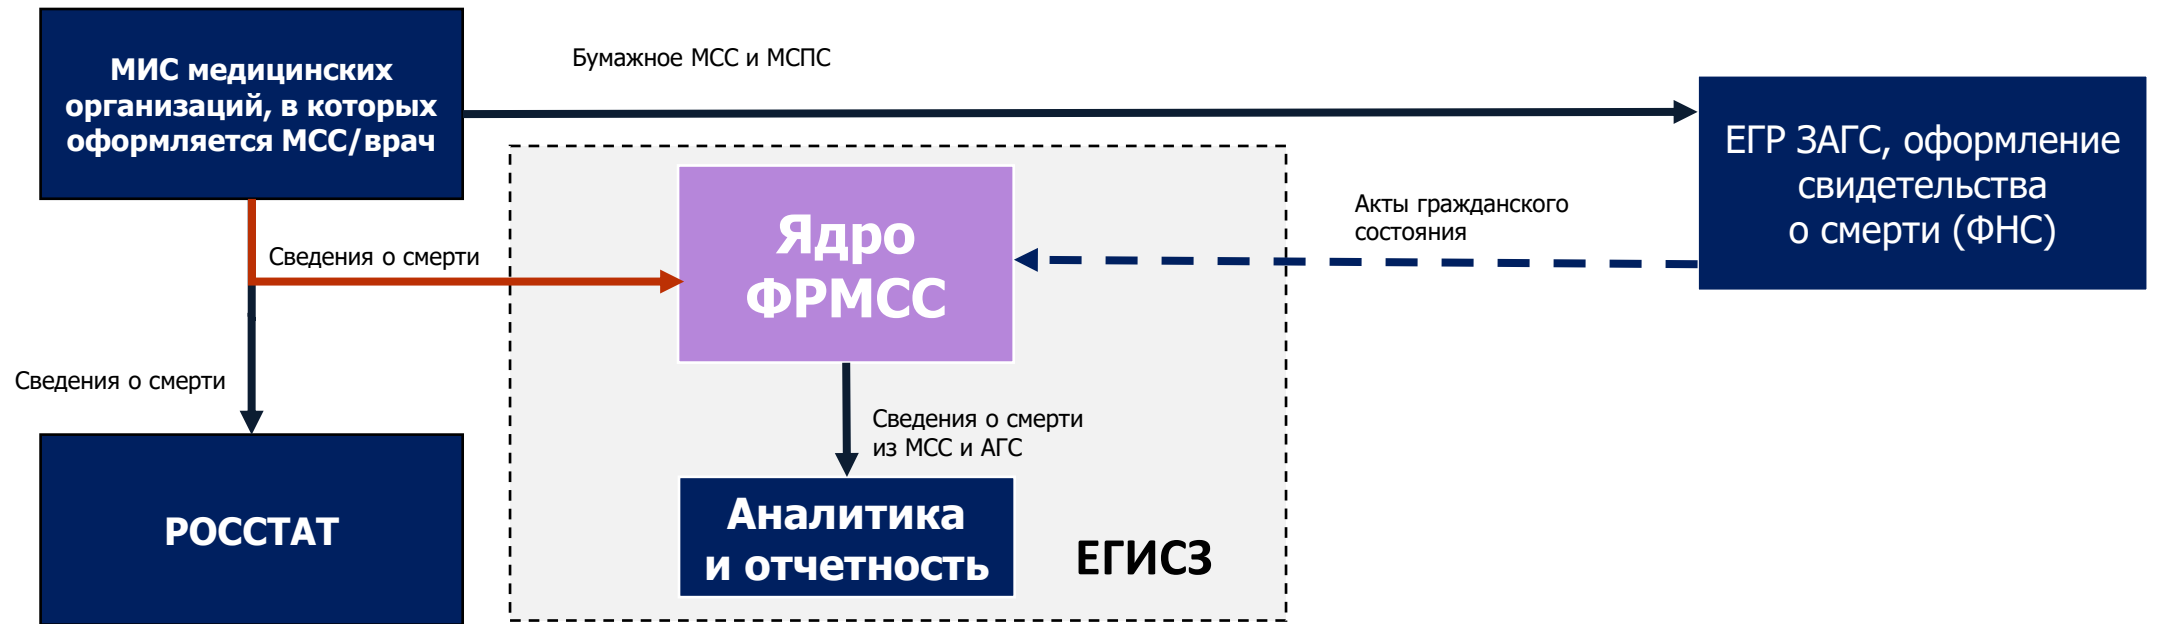 МИС медицинских
организаций, в которых
оформляется МСС/врач
Бумажное МСС и МСПС
ЕГР ЗАГС, оформление
свидетельства
о смерти (ФНС)
Ядро
ФРМСС
Акты гражданского
состояния
Сведения о смерти
Сведения о смерти
Сведения о смерти
из МСС и АГС
РОССТАТ
Аналитика
и отчетность
ЕГИСЗ